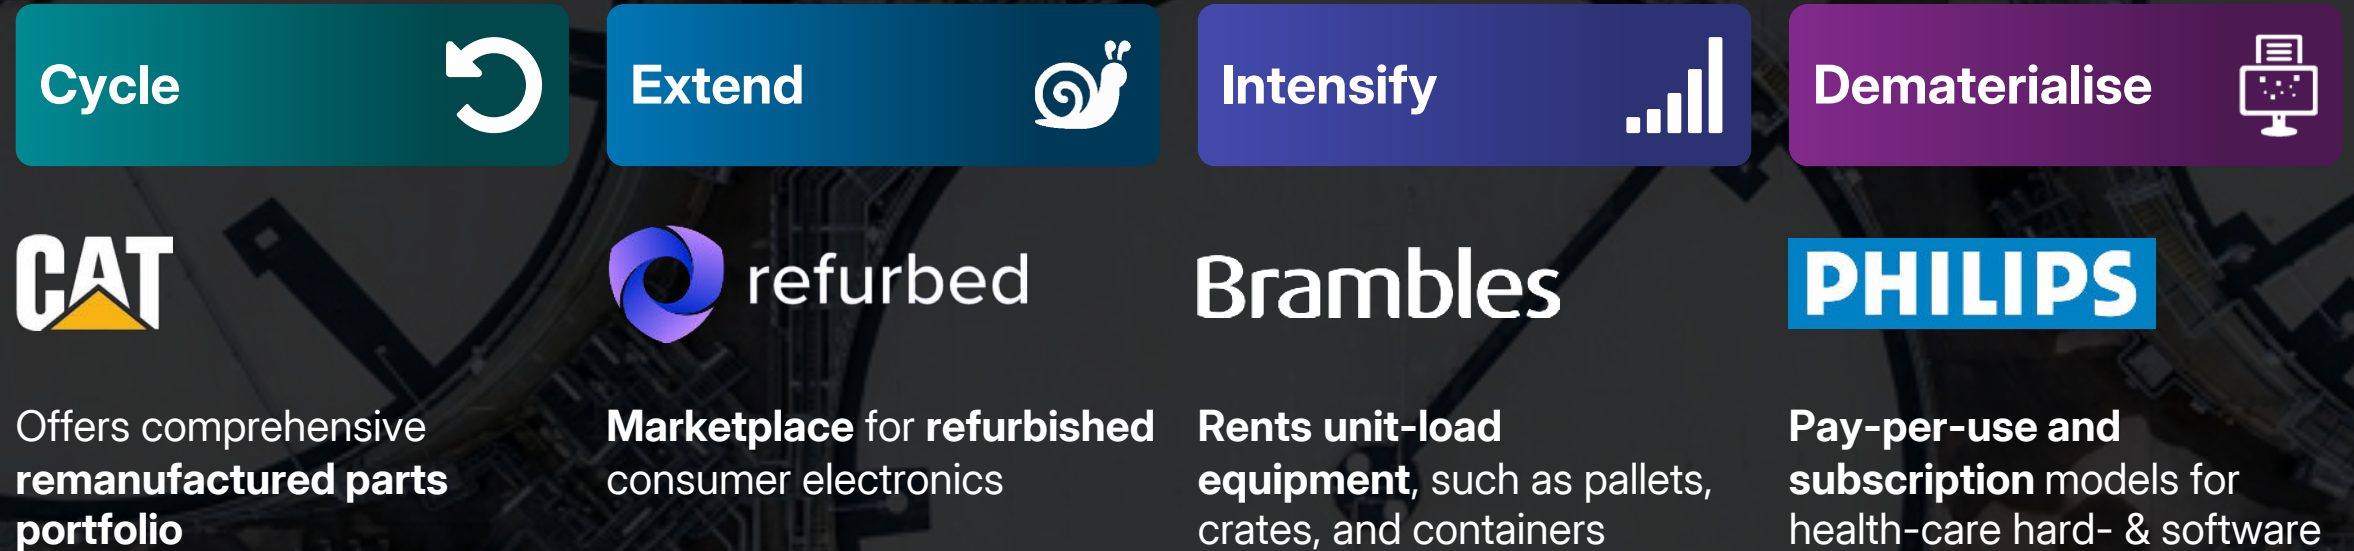 Cycle
Extend
Intensify
Dematerialise
CAT
refurbed
Brambles
PHILIPS
Offers comprehensive
remanufactured parts
portfolio
Marketplace for refurbished
consumer electronics
Rents unit-load
equipment, such as pallets,
crates, and containers
Pay-per-use and
subscription models for
health-care hard- & software